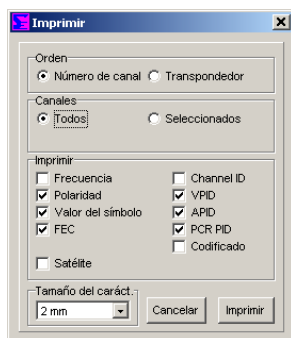 Imprimir
Orden
Número de canal Transpondedor
Canales
Todos Seleccionados
Imprimir
Frecuencia Channel ID
Polaridad VPID
Valor del símbolo APID
FEC PCR PID
Codificado
Satélite
Tamaño del caráct.
2 mm Cancelar Imprimir